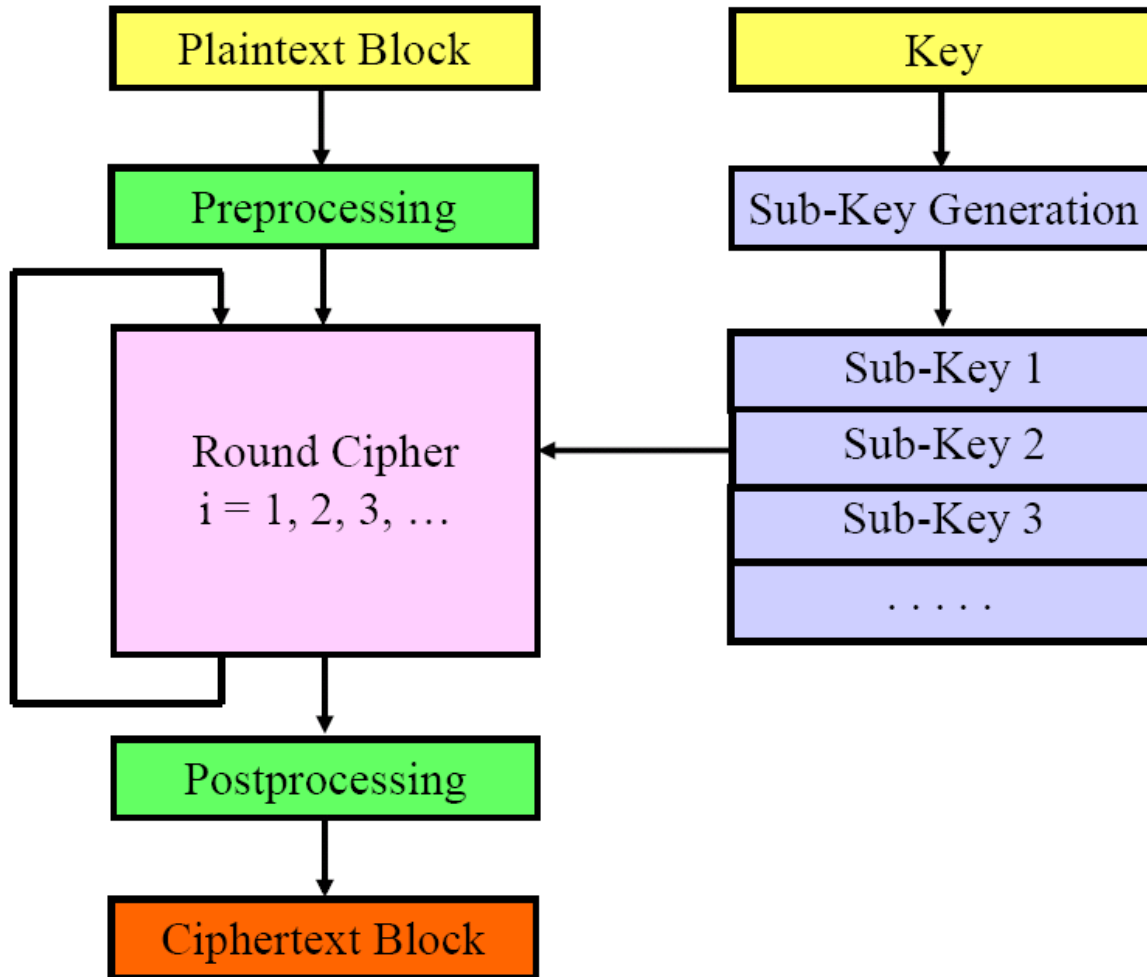 Plaintext Block
Key
Preprocessing
Sub-Key Generation
Round Cipher
i = 1, 2, 3, …
Sub-Key 1
Sub-Key 2
Sub-Key 3
. . . . .
Postprocessing
Ciphertext Block